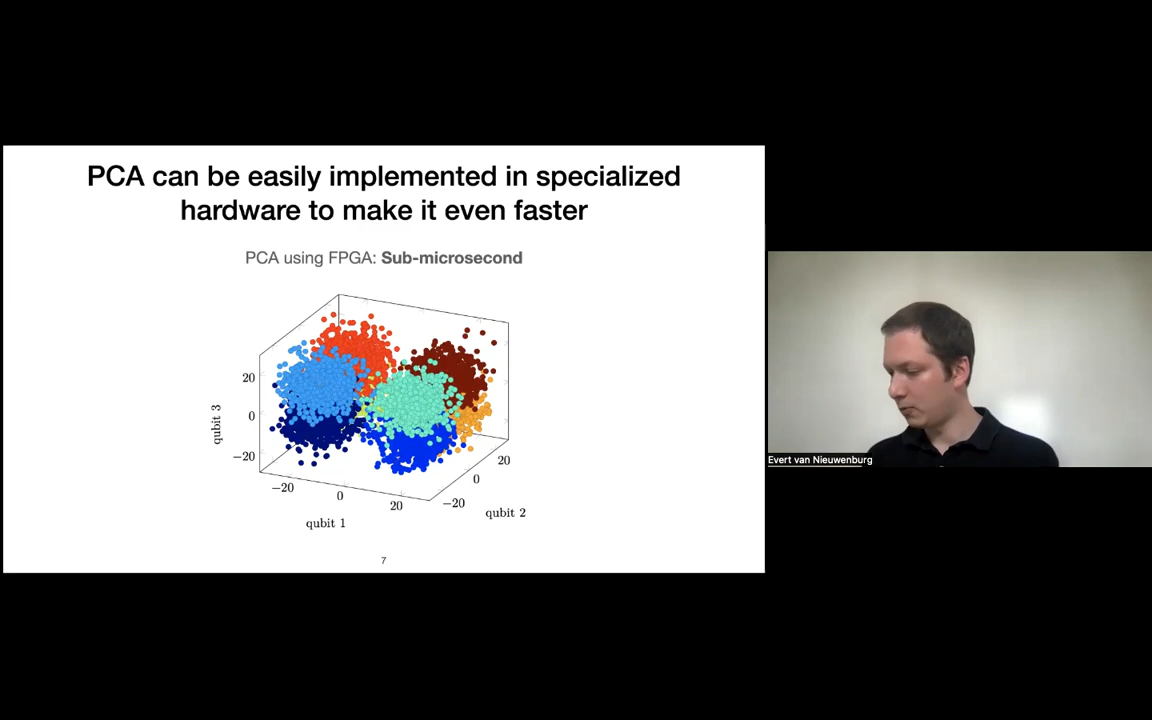 PCA can be easily implemented in specialized
hardware to make it even faster
PCA using FPGA: Sub-microsecond
20
0
−20
qubit 3
−20
0
20
qubit 1
−20
0
20
qubit 2
7
Evert van Nieuwenburg